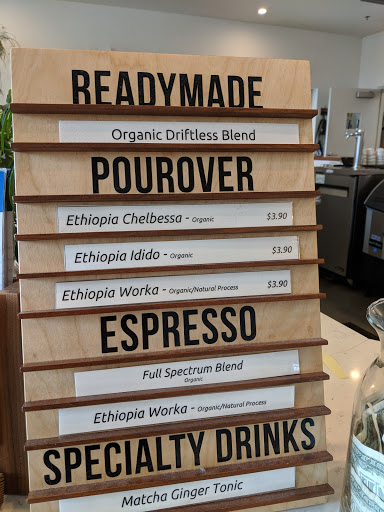 READYMADE
Organic Driftless Blend
POUROVER
Ethiopia Chelbessa - Organic $3.90
Ethiopia Idido - Organic $3.90
Ethiopia Worka - Organic/Natural Process $3.90
ESPRESSO
Full Spectrum Blend
Organic
Ethiopia Worka - Organic/Natural Process
SPECIALTY DRINKS
Matcha Ginger Tonic